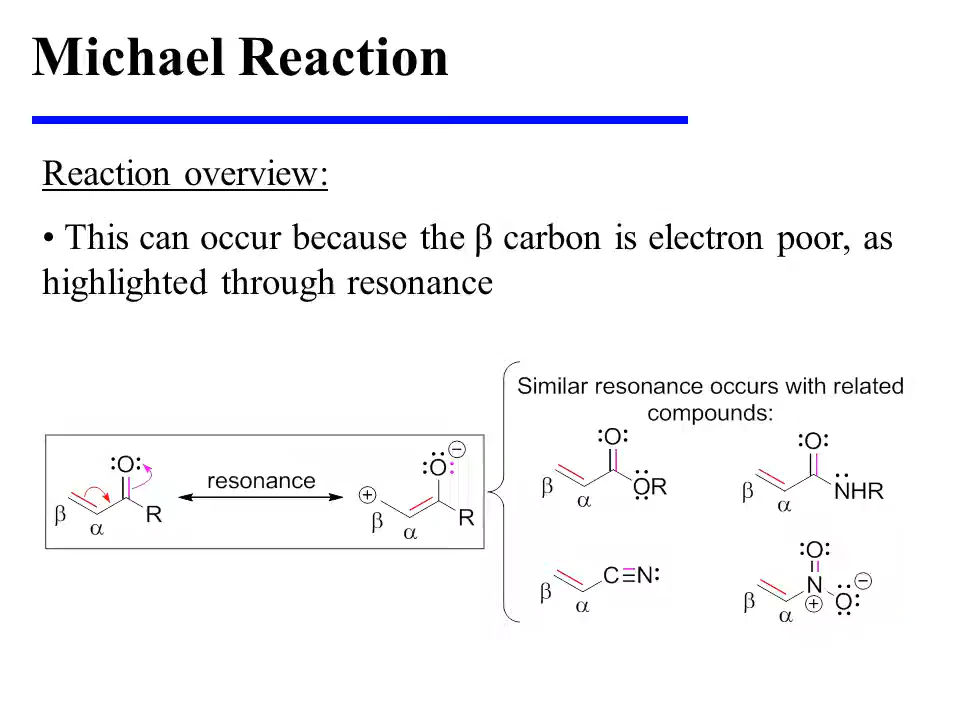 Michael Reaction
Reaction overview:
• This can occur because the β carbon is electron poor, as
highlighted through resonance
Similar resonance occurs with related
compounds:
:O:
β
α
R
resonance
⊕
β
α
:O:
⊖
R
:O:
β
α
OR
:O:
β
α
NHR
β
α
C≡N:
:O:
β
α
N
⊕
O:
⊖